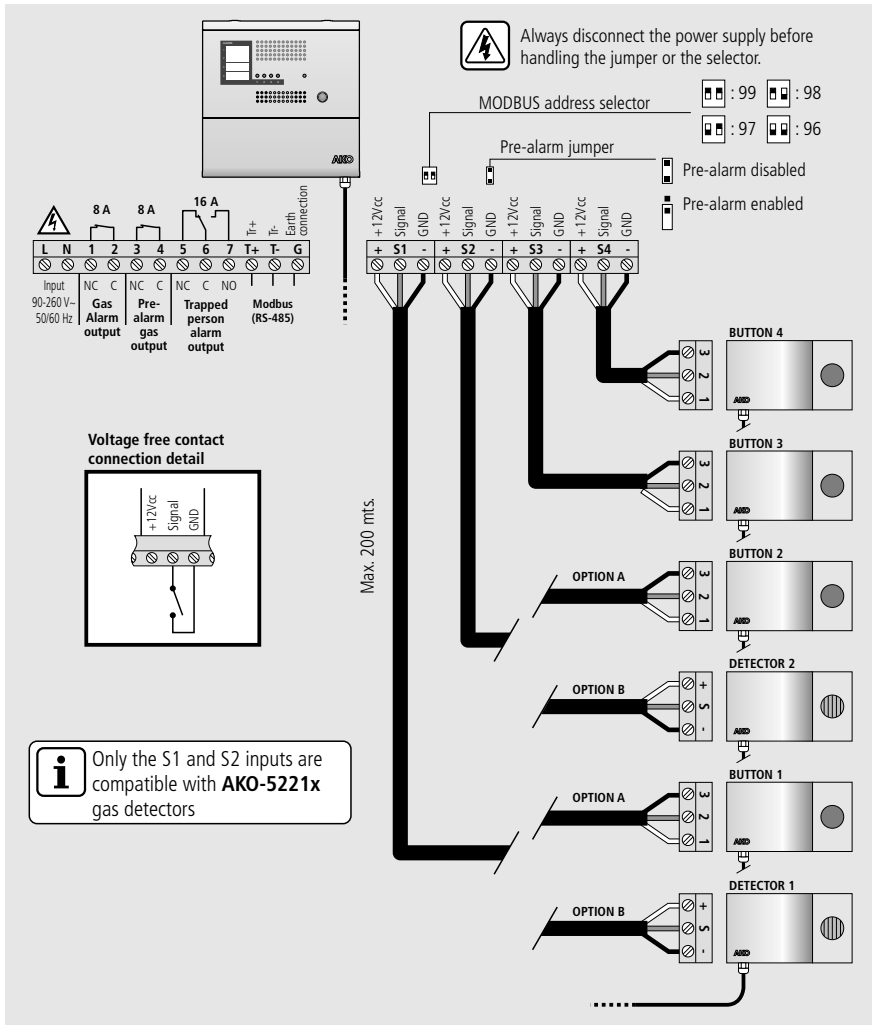 Always disconnect the power supply before
handling the jumper or the selector.
MODBUS address selector
: 99
: 98
: 97
: 96
Pre-alarm jumper
Pre-alarm disabled
Pre-alarm enabled
AKO
8 A
8 A
16 A
Tr+
Tr-
Earth
connection
L N 1 2 3 4 5 6 7 T+ T- G
Input
90-260 V~
50/60 Hz
NC C
Gas
Alarm
output
NC C
Pre-
alarm
gas
output
NC C NO
Trapped
person
alarm
output
Modbus
(RS-485)
+12Vcc Signal GND +12Vcc Signal GND +12Vcc Signal GND +12Vcc Signal GND
+ S1 - + S2 - + S3 - + S4 -
Max. 200 mts.
BUTTON 4
3
2
1
AKO
BUTTON 3
3
2
1
AKO
OPTION A
BUTTON 2
3
2
1
AKO
OPTION B
DETECTOR 2
+
S
-
AKO
OPTION A
BUTTON 1
3
2
1
AKO
OPTION B
DETECTOR 1
+
S
-
AKO
Voltage free contact
connection detail
+12Vcc
Signal
GND
i
Only the S1 and S2 inputs are
compatible with AKO-5221x
gas detectors